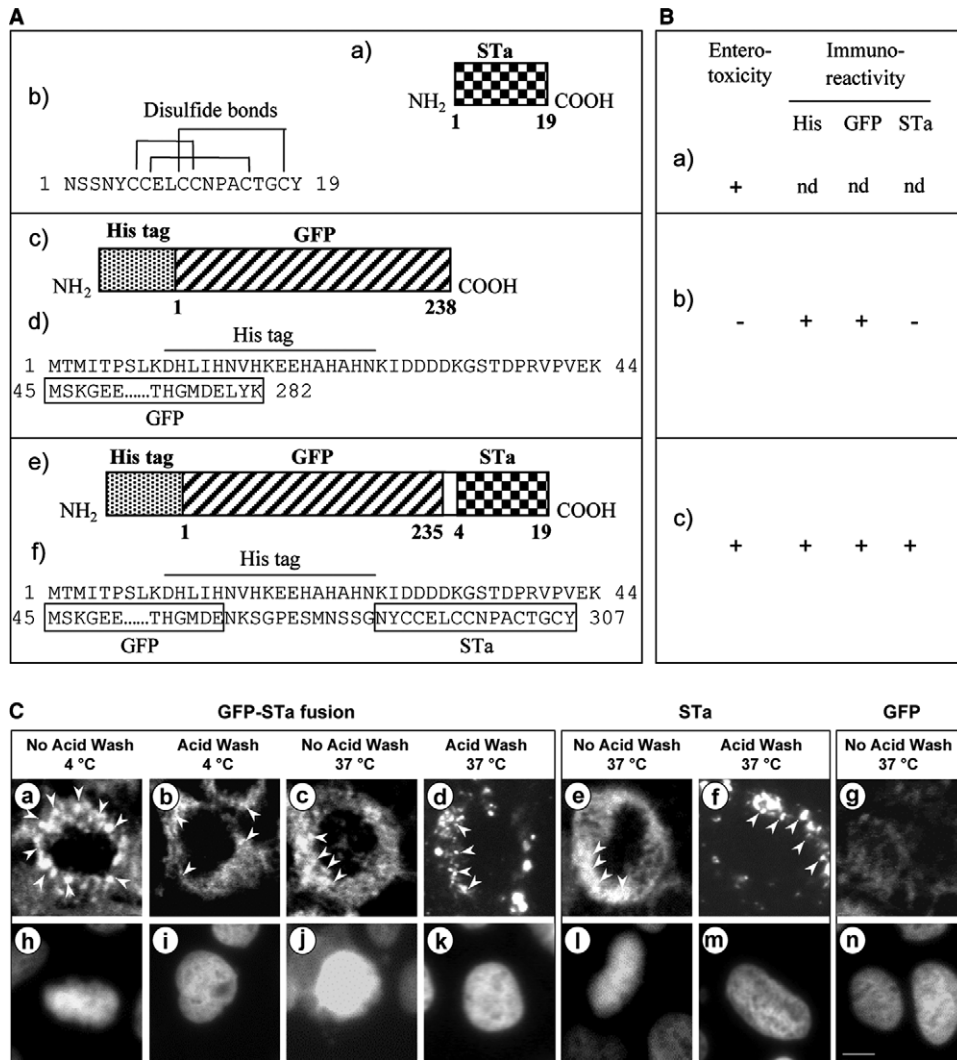 A
a)
STa
NH2 COOH
1 19
b)
Disulfide bonds
1 NSSNYCCELCCNPACTGCY 19
c)
His tag GFP
NH2 COOH
1 238
d)
His tag
1 MTMITPSLKDHLIHNVHKEEHAHAHNKIDDDDKGSTDPRVPVEK 44
45 MSKGEE......THGMDELYK 282
GFP
e)
His tag GFP STa
NH2 COOH
1 235 4 19
f)
His tag
1 MTMITPSLKDHLIHNVHKEEHAHAHNKIDDDDKGSTDPRVPVEK 44
45 MSKGEE......THGMDENKSGPESMNSSGNYCCELCCNPACTGCY 307
GFP STa
B
Entero- Immuno-
toxicity reactivity
His GFP STa
a)
+ nd nd nd
b)
- + + -
c)
+ + + +
C
GFP-STa fusion STa GFP
No Acid Wash Acid Wash No Acid Wash Acid Wash No Acid Wash Acid Wash No Acid Wash
4 °C 4 °C 37 °C 37 °C 37 °C 37 °C 37 °C
a b c d e f g
h i j k l m n